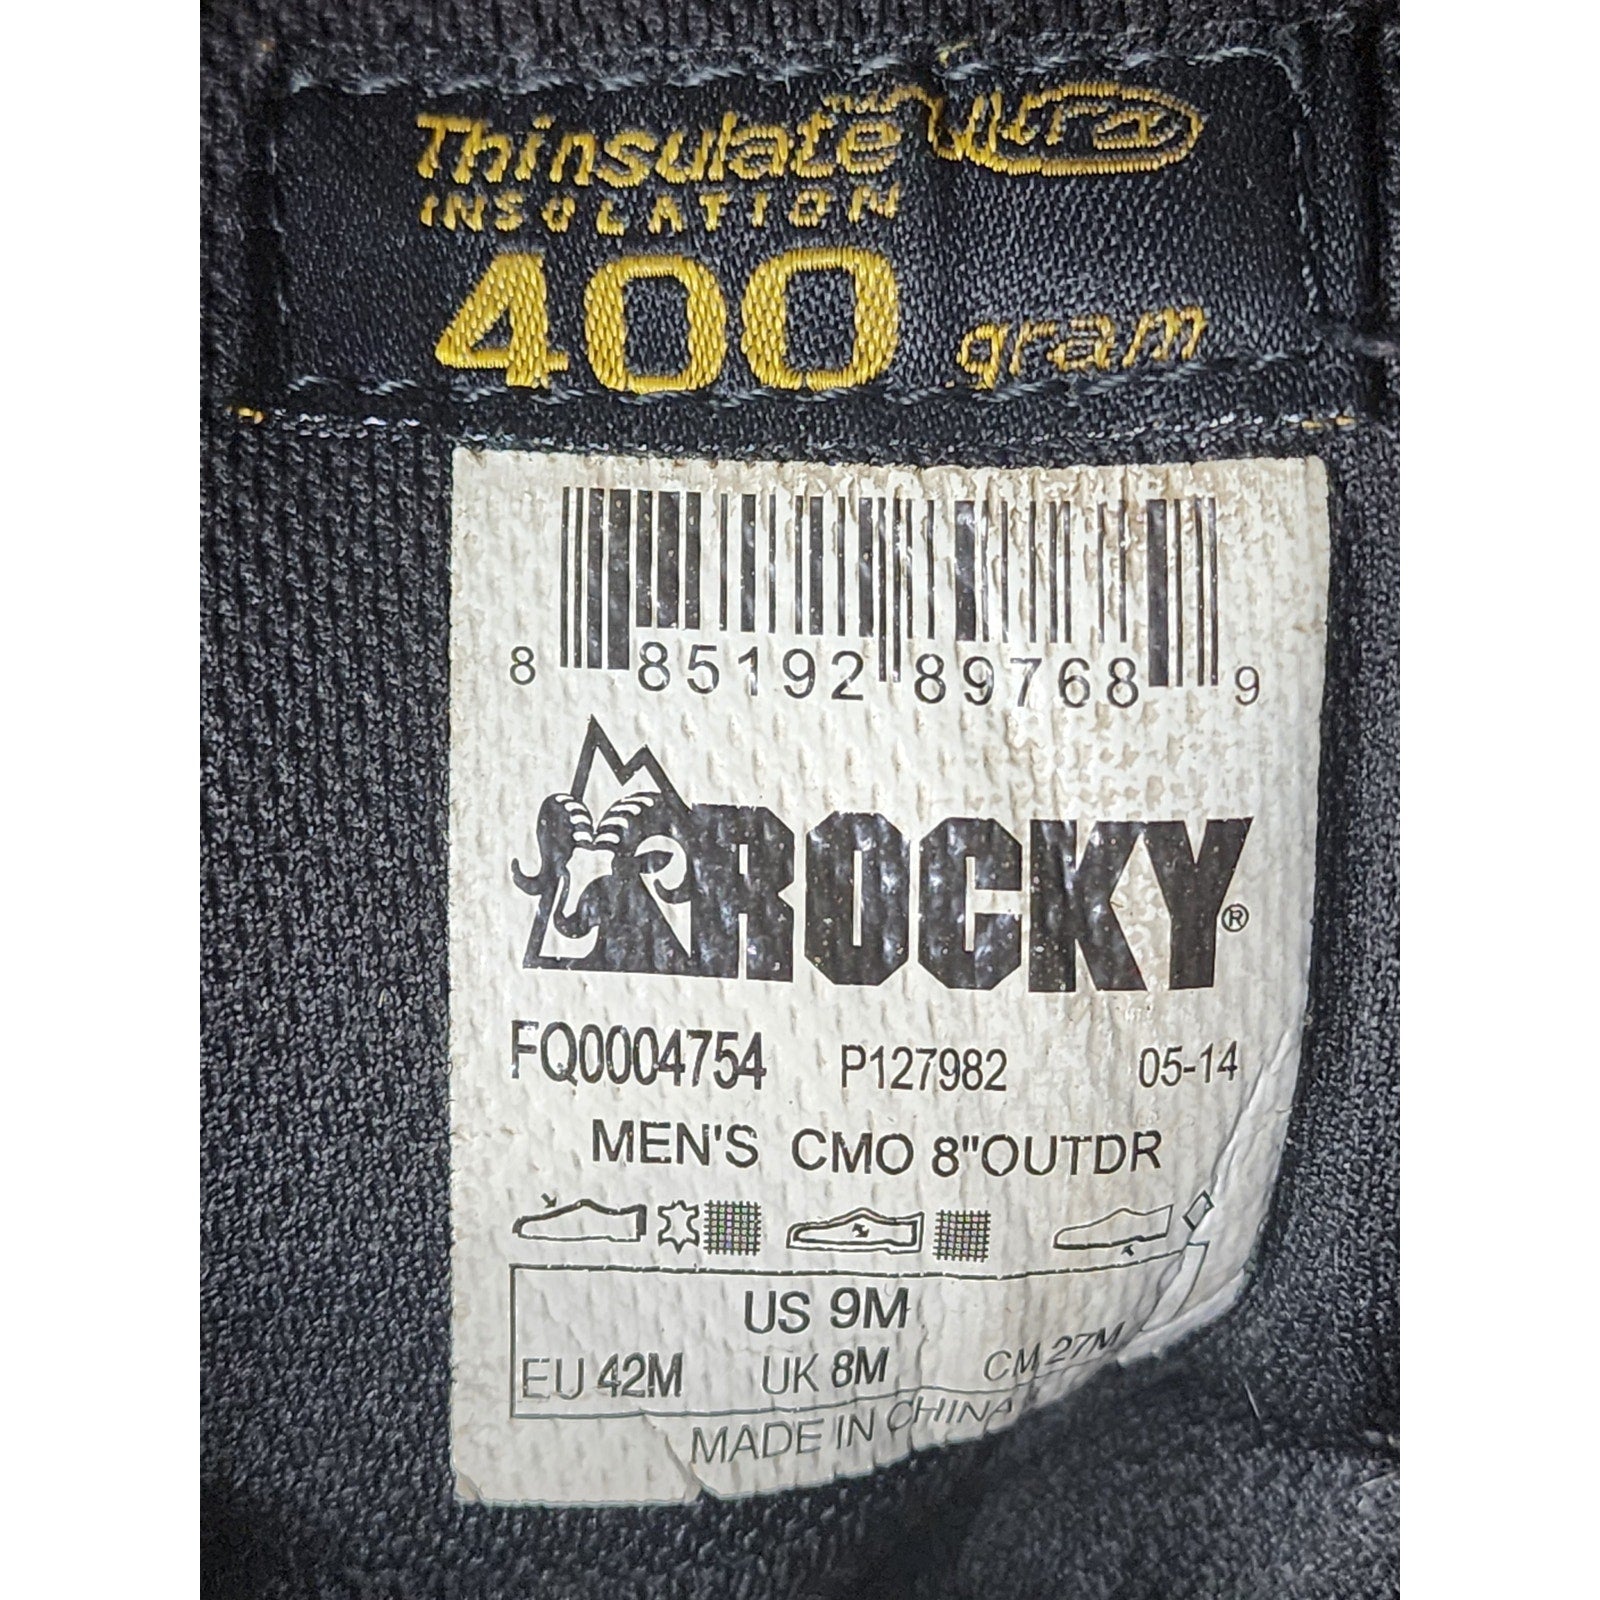 Thinsulate Ultra
INSULATION
400 gram
8 85192 89768 9
ROCKY®
FQ0004754 P127982 05-14
MEN'S CMO 8"OUTDR
US 9M
EU 42M UK 8M CM 27M
MADE IN CHINA